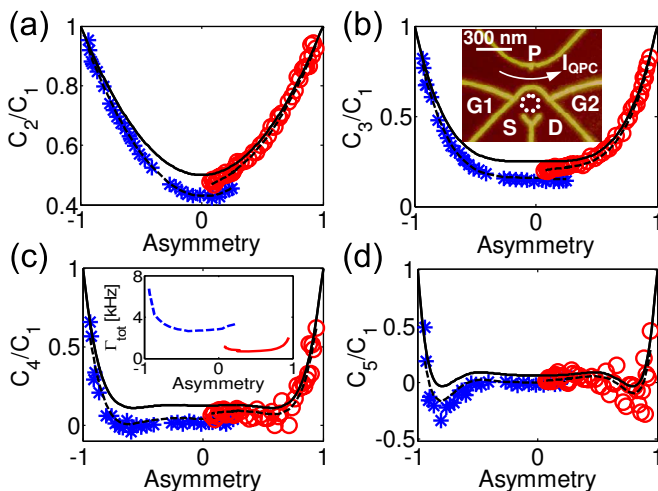 (a)
1
0.8
0.6
0.4
C2/C1
-1 0 1
Asymmetry
(b)
1
0.5
0
C3/C1
-1 0 1
Asymmetry
300 nm
P
IQPC
G1
G2
S
D
(c)
1
0.5
0
C4/C1
-1 0 1
Asymmetry
8
4
0
Γtot [kHz]
-1 0 1
Asymmetry
(d)
1
0.5
0
-0.5
C5/C1
-1 0 1
Asymmetry